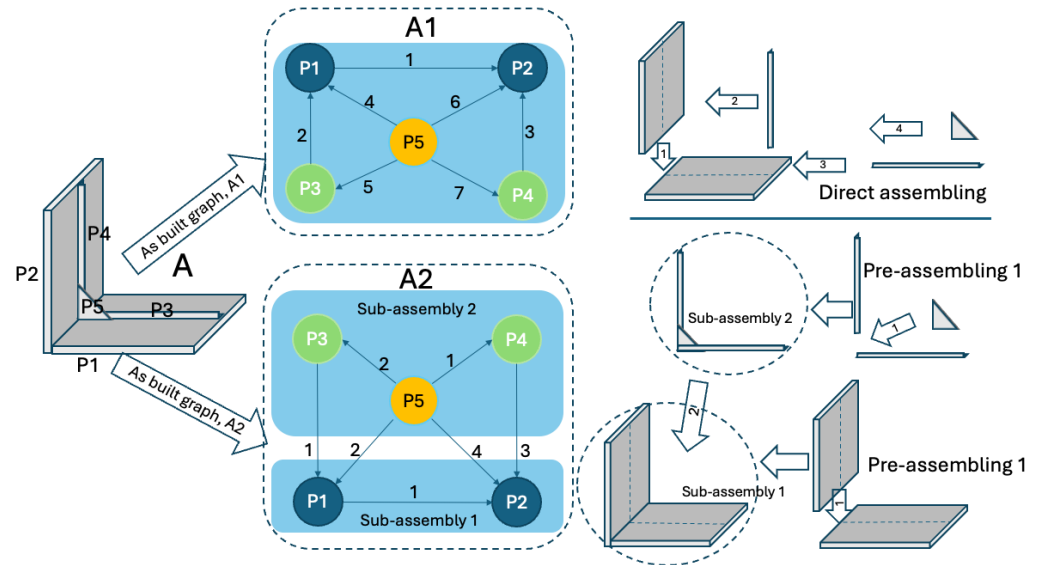 P4
A
P2
P5
P3
P1
As built graph, A1
As built graph, A2
A1
P1
1
P2
4
6
2
P5
3
P3
5
7
P4
A2
Sub-assembly 2
P3
P4
2
1
P5
1
2
4
3
P1
1
P2
Sub-assembly 1
2
4
1
3
Direct assembling
Pre-assembling 1
Sub-assembly 2
1
2
Pre-assembling 1
Sub-assembly 1
1